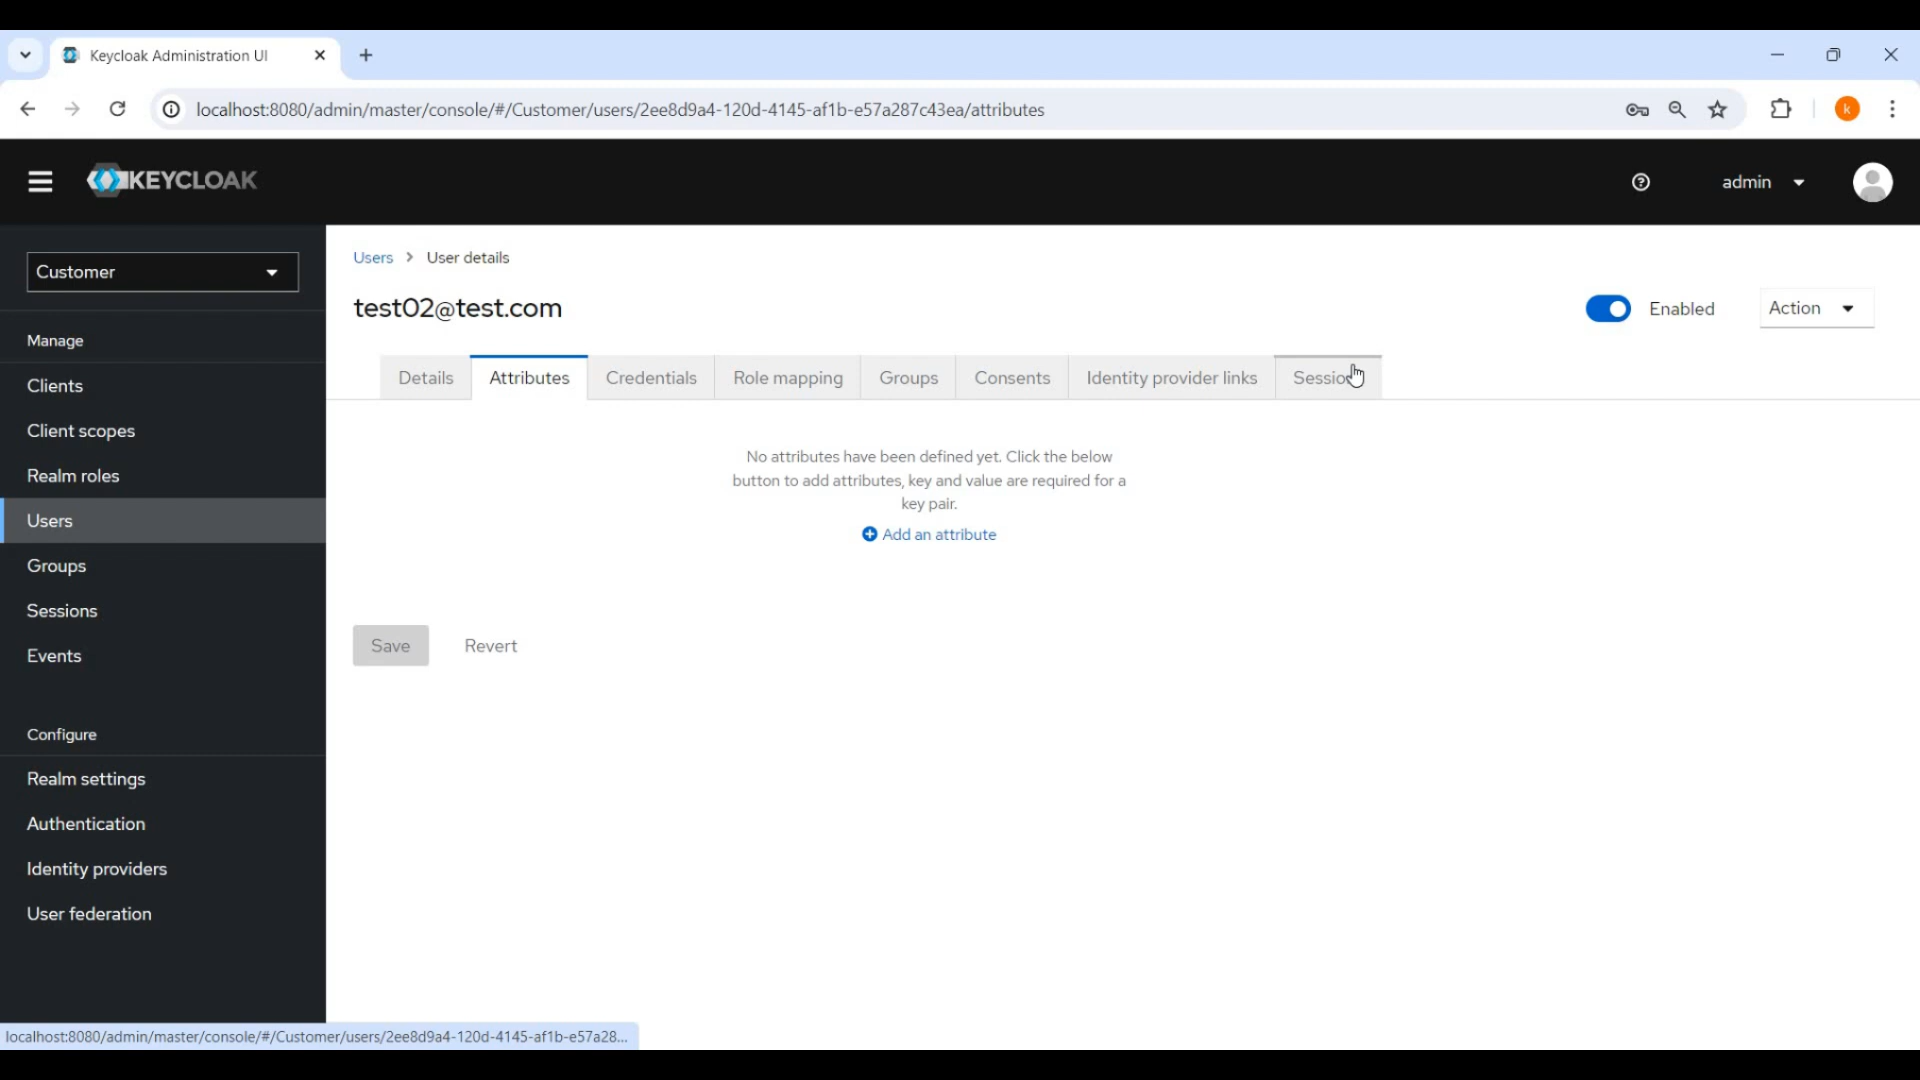 Keycloak Administration UI
localhost:8080/admin/master/console/#/Customer/users/2ee8d9a4-120d-4145-af1b-e57a287c43ea/attributes
k
KEYCLOAK
admin
Customer
Manage
Clients
Client scopes
Realm roles
Users
Groups
Sessions
Events
Configure
Realm settings
Authentication
Identity providers
User federation
Users > User details
test02@test.com
Enabled
Action
Details Attributes Credentials Role mapping Groups Consents Identity provider links
No attributes have been defined yet. Click the below
button to add attributes, key and value are required for a
key pair.
Add an attribute
Save Revert
localhost:8080/admin/master/console/#/Customer/users/2ee8d9a4-120d-4145-af1b-e57a28...